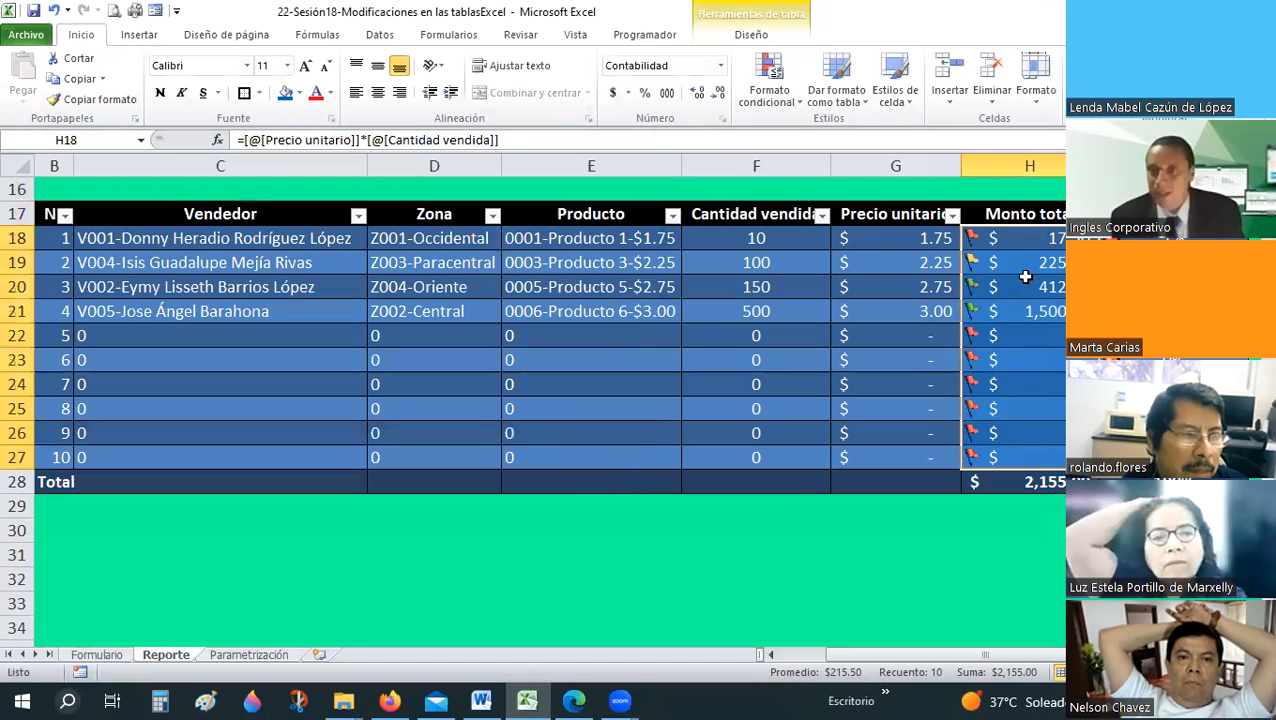 22-Sesión18-Modificaciones en las tablasExcel - Microsoft Excel
Herramientas de tabla
Archivo Inicio Insertar Diseño de página Fórmulas Datos Formularios Revisar Vista Programador Diseño
Pegar
Cortar
Copiar
Copiar formato
Portapapeles
Calibri 11
N K S
Fuente
Ajustar texto
Combinar y centrar
Alineación
Contabilidad
$ % 000
Número
Formato condicional
Dar formato como tabla
Estilos de celda
Estilos
Insertar Eliminar Formato
Celdas
H18 fx =[@[Precio unitario]]*[@[Cantidad vendida]]
B C D E F G H
16
17 N Vendedor Zona Producto Cantidad vendida Precio unitario Monto tota
18 1 V001-Donny Heradio Rodríguez López Z001-Occidental 0001-Producto 1-$1.75 10 $ 1.75 $ 17
19 2 V004-Isis Guadalupe Mejía Rivas Z003-Paracentral 0003-Producto 3-$2.25 100 $ 2.25 $ 225
20 3 V002-Eymy Lisseth Barrios López Z004-Oriente 0005-Producto 5-$2.75 150 $ 2.75 $ 412
21 4 V005-Jose Ángel Barahona Z002-Central 0006-Producto 6-$3.00 500 $ 3.00 $ 1,500
22 5 0 0 0 0 $ - $
23 6 0 0 0 0 $ - $
24 7 0 0 0 0 $ - $
25 8 0 0 0 0 $ - $
26 9 0 0 0 0 $ - $
27 10 0 0 0 0 $ - $
28 Total $ 2,155
29
30
31
32
33
34
Formulario Reporte Parametrización
Listo Promedio: $215.50 Recuento: 10 Suma: $2,155.00
Escritorio » 37°C Solead
Lenda Mabel Cazún de López
Ingles Corporativo
Marta Carias
rolando.flores
Luz Estela Portillo de Marxelly
Nelson Chavez